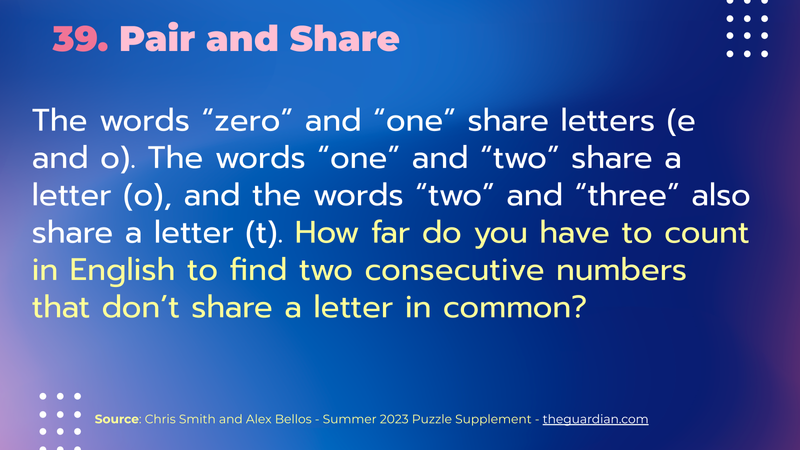 39. Pair and Share
The words “zero” and “one” share letters (e
and o). The words “one” and “two” share a
letter (o), and the words “two” and “three” also
share a letter (t). How far do you have to count
in English to find two consecutive numbers
that don’t share a letter in common?
Source: Chris Smith and Alex Bellos - Summer 2023 Puzzle Supplement - theguardian.com